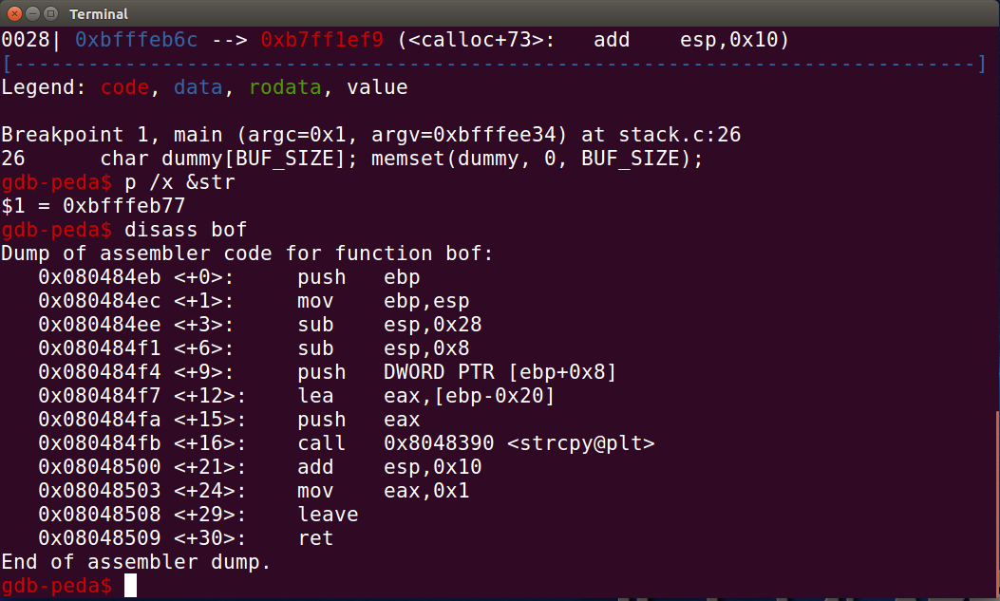 Terminal
0028| 0xbfffeb6c --> 0xb7ff1ef9 (<calloc+73>:   add    esp,0x10)
[------------------------------------------------------------------------------]
Legend: code, data, rodata, value
Breakpoint 1, main (argc=0x1, argv=0xbfffee34) at stack.c:26
26      char dummy[BUF_SIZE]; memset(dummy, 0, BUF_SIZE);
gdb-peda$ p /x &str
$1 = 0xbfffeb77
gdb-peda$ disass bof
Dump of assembler code for function bof:
   0x080484eb <+0>:     push   ebp
   0x080484ec <+1>:     mov    ebp,esp
   0x080484ee <+3>:     sub    esp,0x28
   0x080484f1 <+6>:     sub    esp,0x8
   0x080484f4 <+9>:     push   DWORD PTR [ebp+0x8]
   0x080484f7 <+12>:    lea    eax,[ebp-0x20]
   0x080484fa <+15>:    push   eax
   0x080484fb <+16>:    call   0x8048390 <strcpy@plt>
   0x08048500 <+21>:    add    esp,0x10
   0x08048503 <+24>:    mov    eax,0x1
   0x08048508 <+29>:    leave
   0x08048509 <+30>:    ret
End of assembler dump.
gdb-peda$